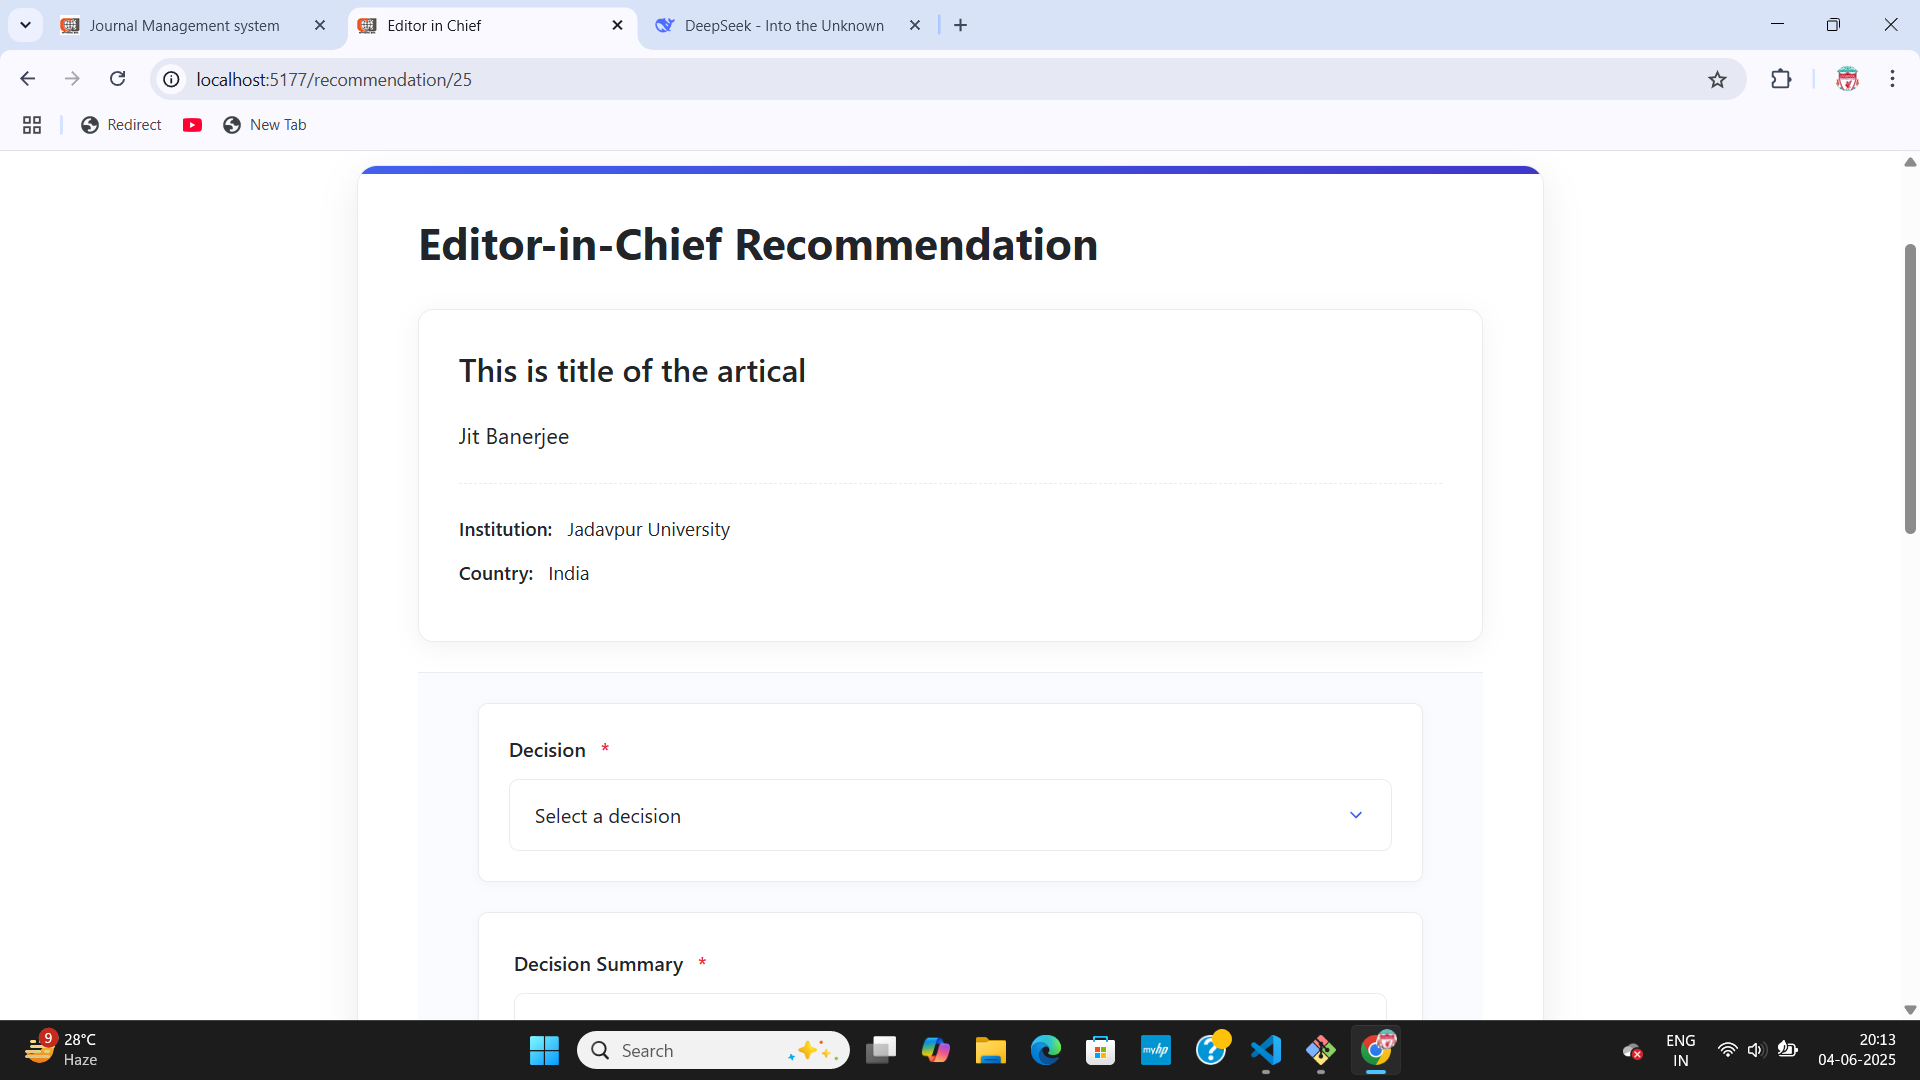 Journal Management system
Editor in Chief
DeepSeek - Into the Unknown
localhost:5177/recommendation/25
Redirect
New Tab
Editor-in-Chief Recommendation
This is title of the artical
Jit Banerjee
Institution: Jadavpur University
Country: India
Decision *
Select a decision
Decision Summary *
9
28°C
Haze
Search
myhp
ENG
IN
20:13
04-06-2025